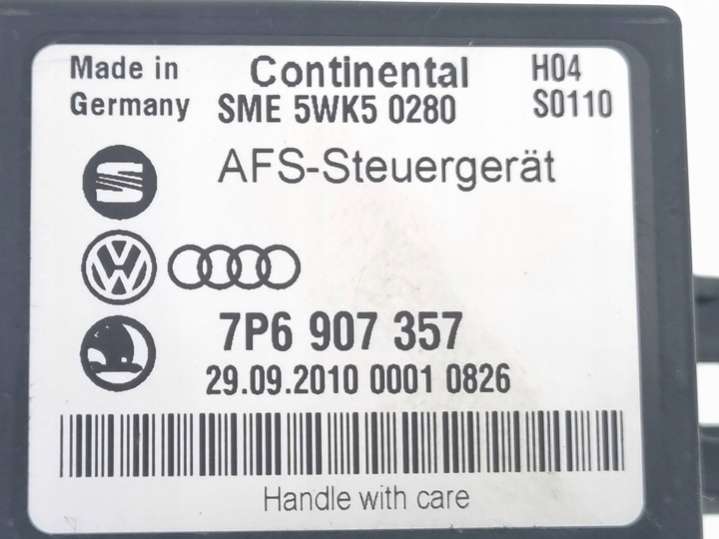 Made in Continental H04
Germany SME 5WK5 0280 S0110
AFS-Steuergerät
7P6 907 357
29.09.2010 0001 0826
Handle with care